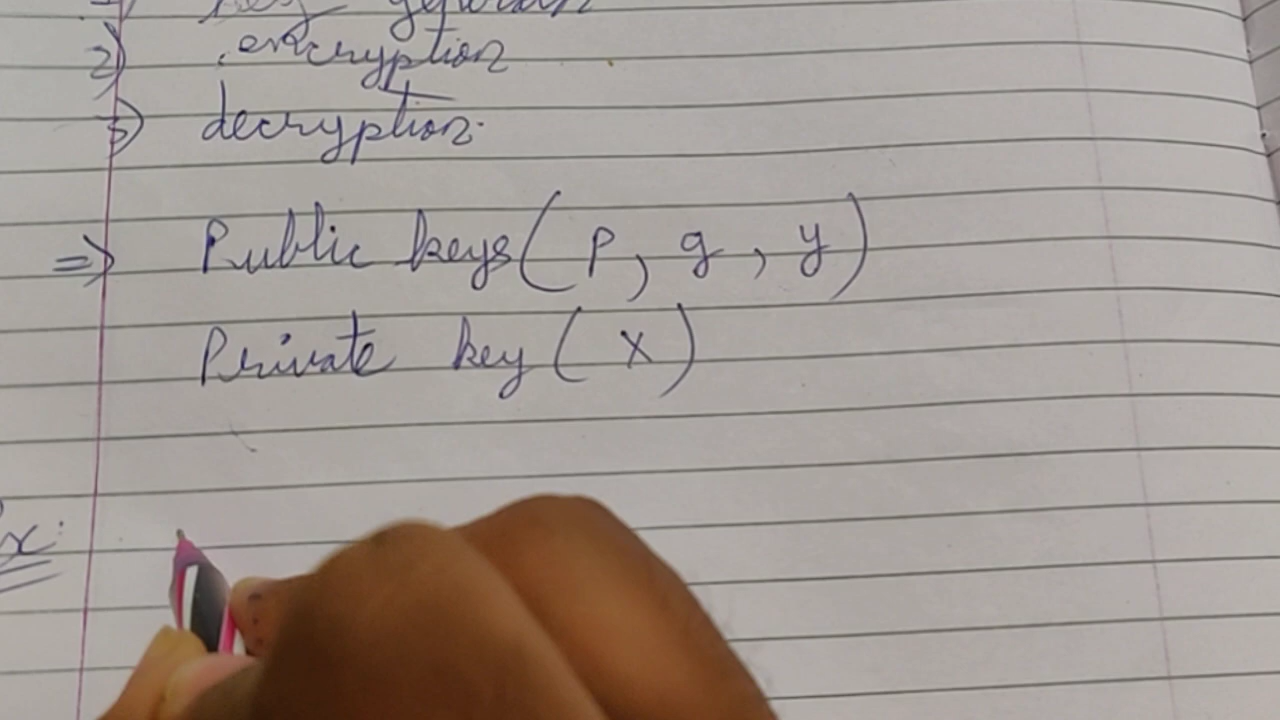 2) encryption
3) decryption.
=> Public keys (P, g, y)
Private key (x)